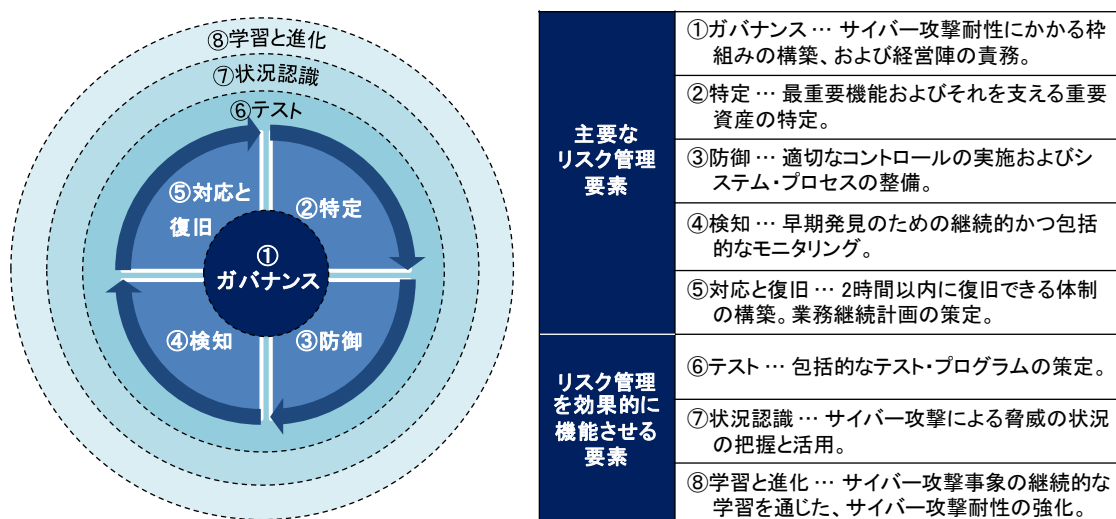 ⑧学習と進化
⑦状況認識
⑥テスト
⑤対応と
復旧
②特定
①
ガバナンス
④検知
③防御
主要な
リスク管理
要素
①ガバナンス … サイバー攻撃耐性にかかる枠
組みの構築、および経営陣の責務。
②特定 … 最重要機能およびそれを支える重要
資産の特定。
③防御 … 適切なコントロールの実施およびシ
ステム・プロセスの整備。
④検知 … 早期発見のための継続的かつ包括
的なモニタリング。
⑤対応と復旧 … 2時間以内に復旧できる体制
の構築。業務継続計画の策定。
リスク管理
を効果的に
機能させる
要素
⑥テスト … 包括的なテスト・プログラムの策定。
⑦状況認識 … サイバー攻撃による脅威の状況
の把握と活用。
⑧学習と進化 … サイバー攻撃事象の継続的な
学習を通じた、サイバー攻撃耐性の強化。